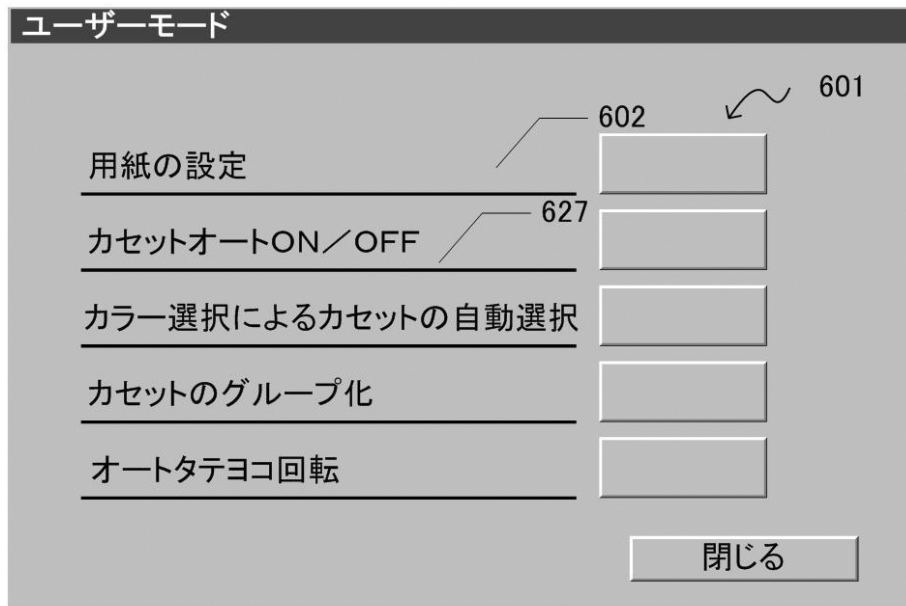 ユーザーモード
601
602
用紙の設定
627
カセットオートON／OFF
カラー選択によるカセットの自動選択
カセットのグループ化
オートタテヨコ回転
閉じる